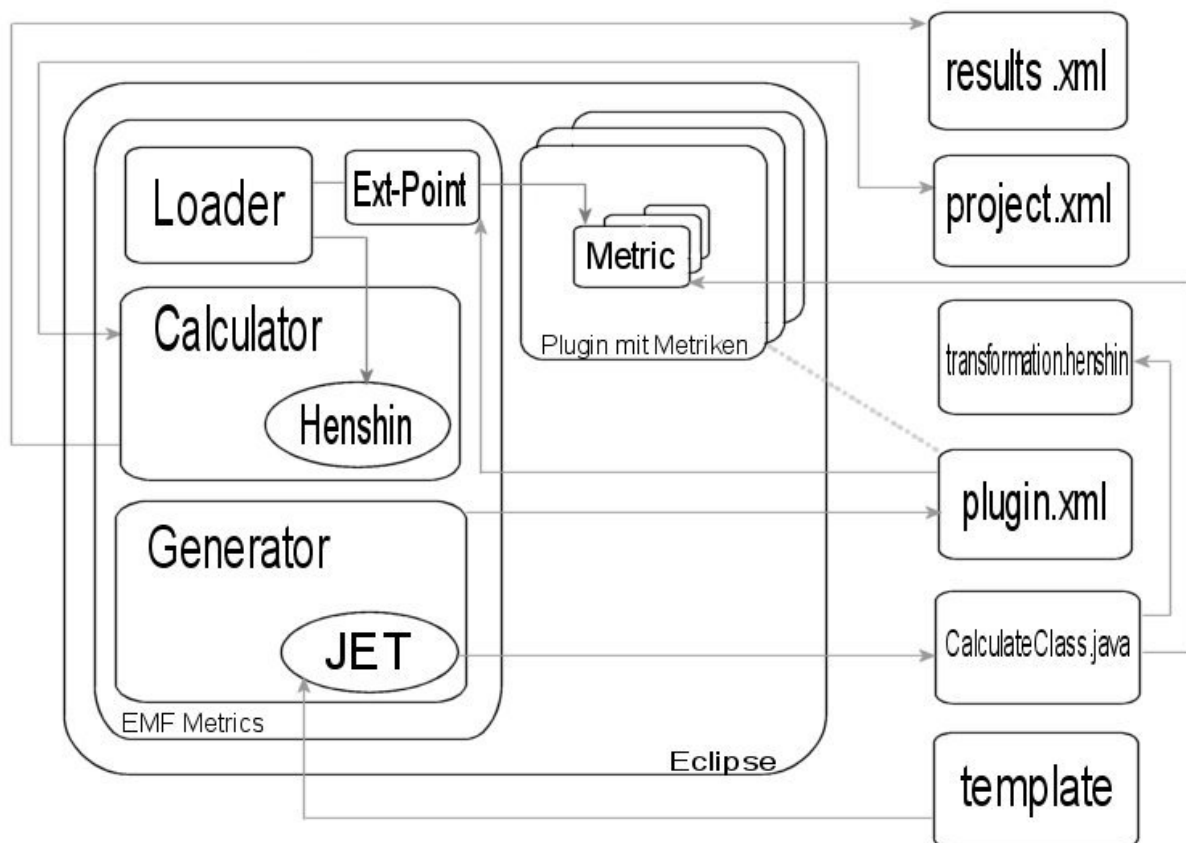 results .xml
Loader
Ext-Point
project.xml
Metric
Calculator
Plugin mit Metriken
transformation.henshin
Henshin
plugin.xml
Generator
JET
CalculateClass.java
EMF Metrics
Eclipse
template